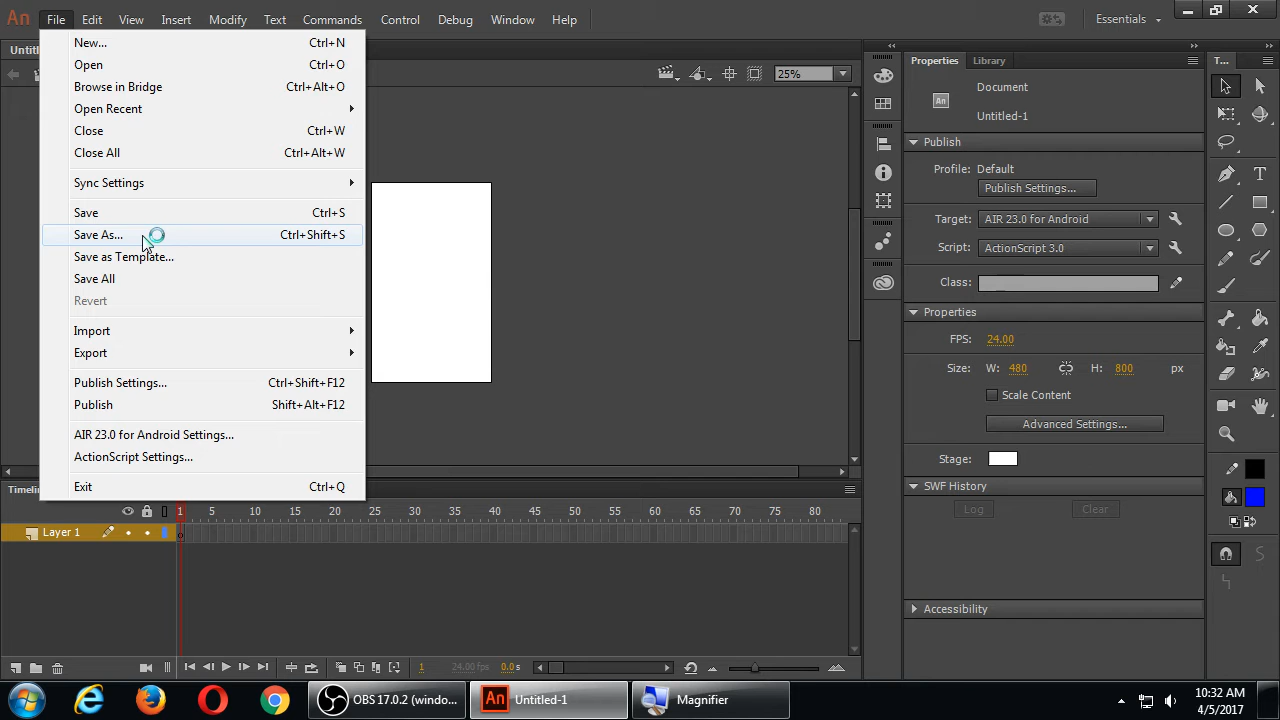 An File Edit View Insert Modify Text Commands Control Debug Window Help Essentials
New... Ctrl+N
Open Ctrl+O
Browse in Bridge Ctrl+Alt+O
Open Recent
Close Ctrl+W
Close All Ctrl+Alt+W
Sync Settings
Save Ctrl+S
Save As... Ctrl+Shift+S
Save as Template...
Save All
Revert
Import
Export
Publish Settings... Ctrl+Shift+F12
Publish Shift+Alt+F12
AIR 23.0 for Android Settings...
ActionScript Settings...
Exit Ctrl+Q
25%
Properties Library
An Document
Untitled-1
Publish
Profile: Default
Publish Settings...
Target: AIR 23.0 for Android
Script: ActionScript 3.0
Class:
Properties
FPS: 24.00
Size: W: 480 H: 800 px
Scale Content
Advanced Settings...
Stage:
SWF History
Log Clear
Accessibility
T...
1 5 10 15 20 25 30 35 40 45 50 55 60 65 70 75 80
Layer 1
1 24.00 fps 0.0 s
OBS 17.0.2 (windo... An Untitled-1 Magnifier
10:32 AM
4/5/2017